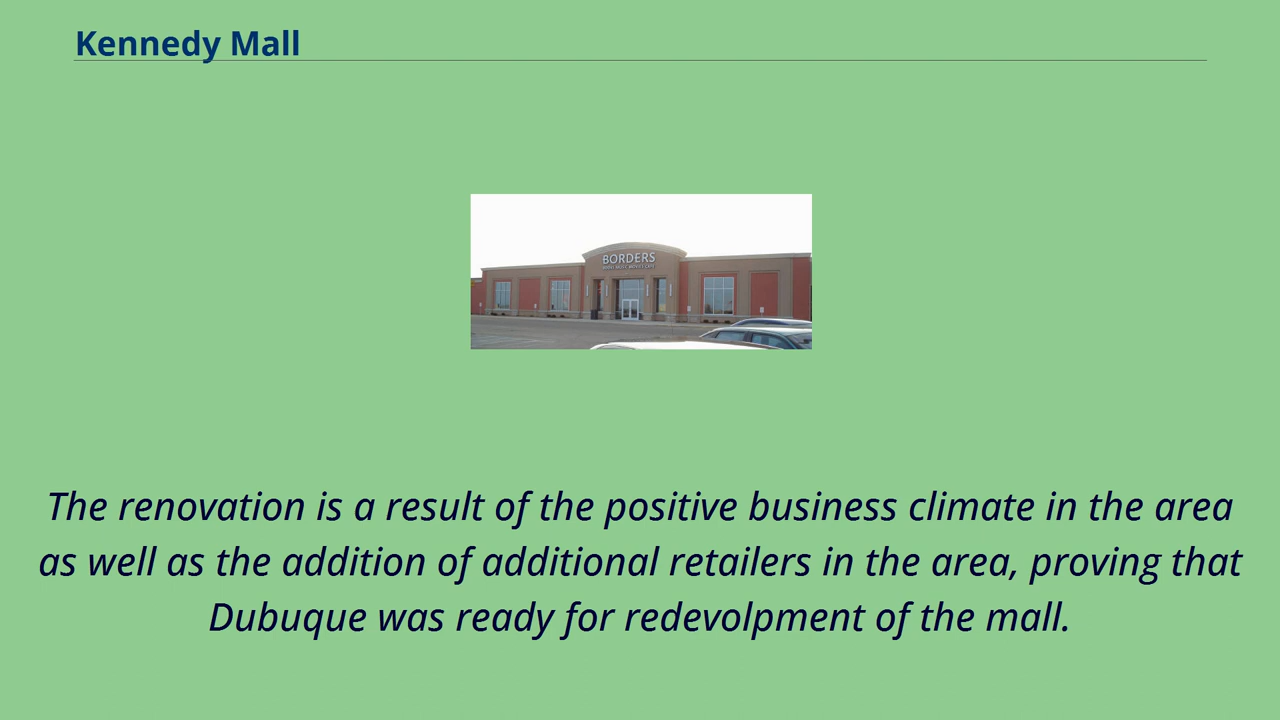 Kennedy Mall
BORDERS
The renovation is a result of the positive business climate in the area
as well as the addition of additional retailers in the area, proving that
Dubuque was ready for redevolpment of the mall.